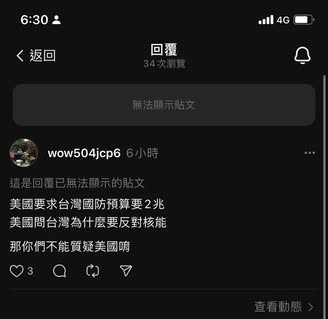 6:30
4G
返回
回覆
34次瀏覽
無法顯示貼文
wow504jcp6 6小時
這是回覆已無法顯示的貼文
美國要求台灣國防預算要2兆
美國問台灣為什麼要反對核能
那你們不能質疑美國唷
3
查看動態